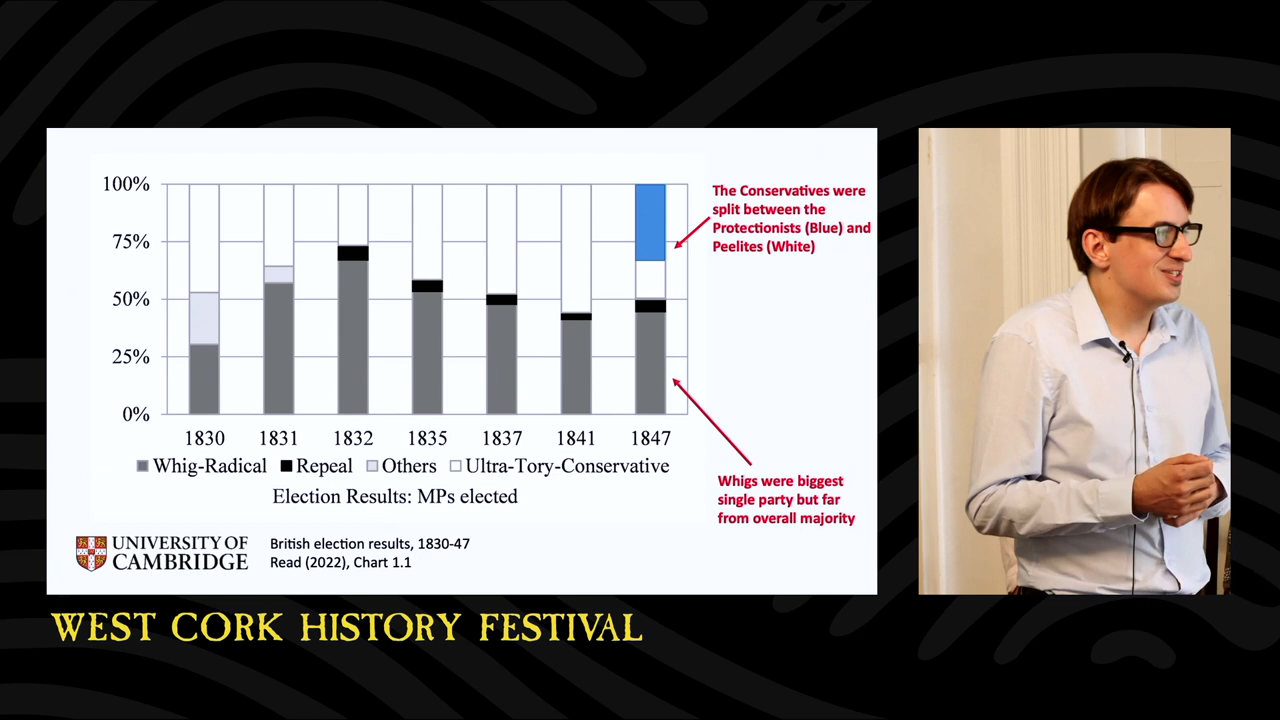 100%
75%
50%
25%
0%
1830 1831 1832 1835 1837 1841 1847
Whig-Radical Repeal Others Ultra-Tory-Conservative
Election Results: MPs elected
The Conservatives were
split between the
Protectionists (Blue) and
Peelites (White)
Whigs were biggest
single party but far
from overall majority
UNIVERSITY OF
CAMBRIDGE
British election results, 1830-47
Read (2022), Chart 1.1
WEST CORK HISTORY FESTIVAL